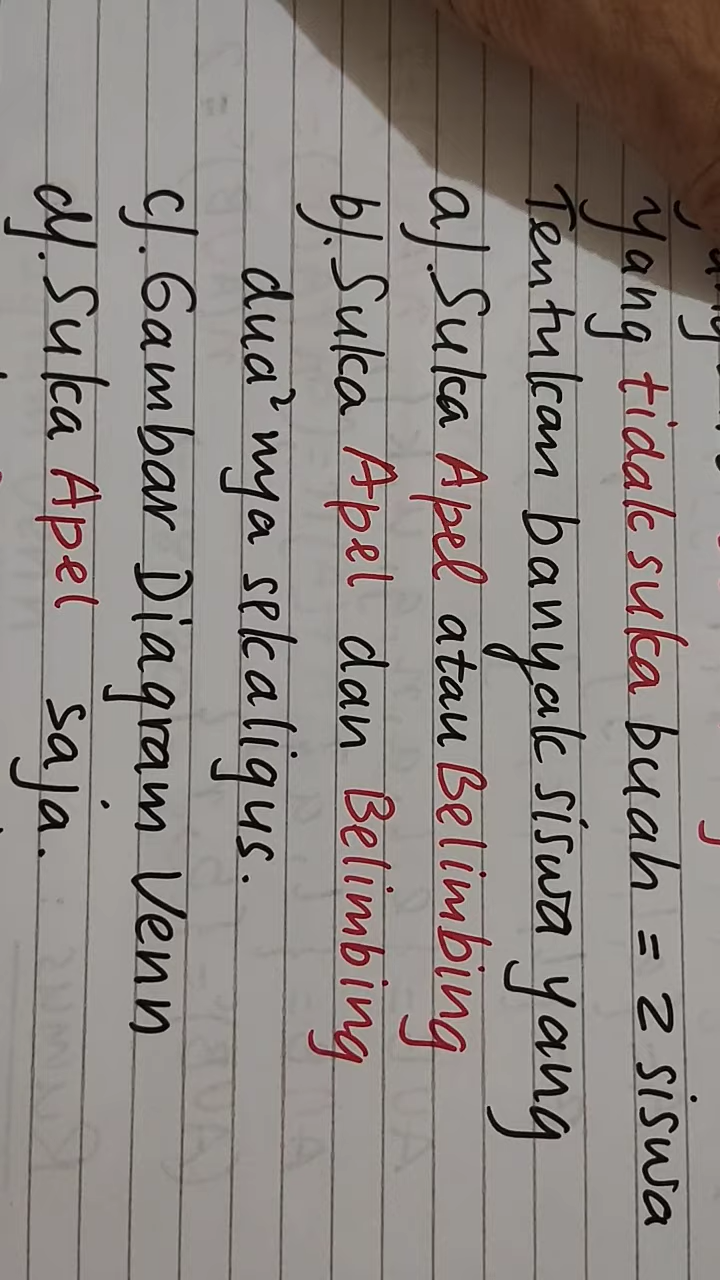 yang tidak suka buah = 2 siswa
Tentukan banyak siswa yang
a). Suka Apel atau Belimbing
b). Suka Apel dan Belimbing
dua²nya sekaligus.
c). Gambar Diagram Venn
d). Suka Apel saja.